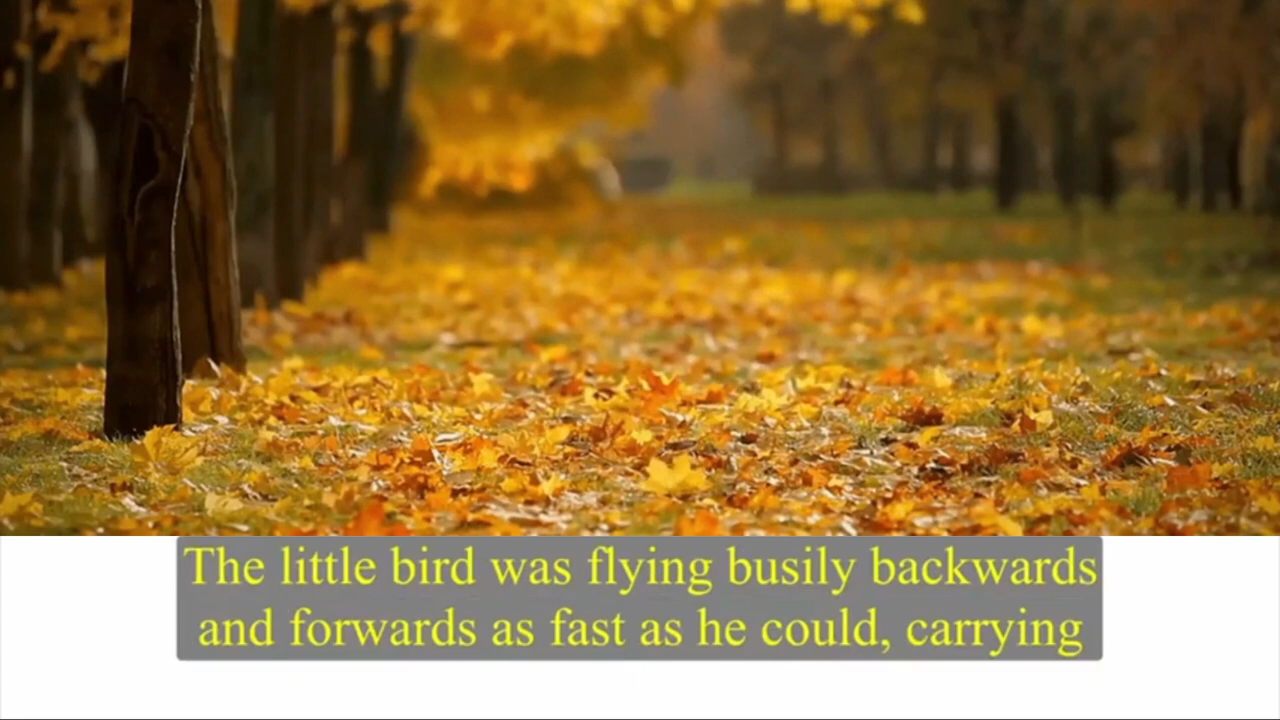 The little bird was flying busily backwards
and forwards as fast as he could, carrying